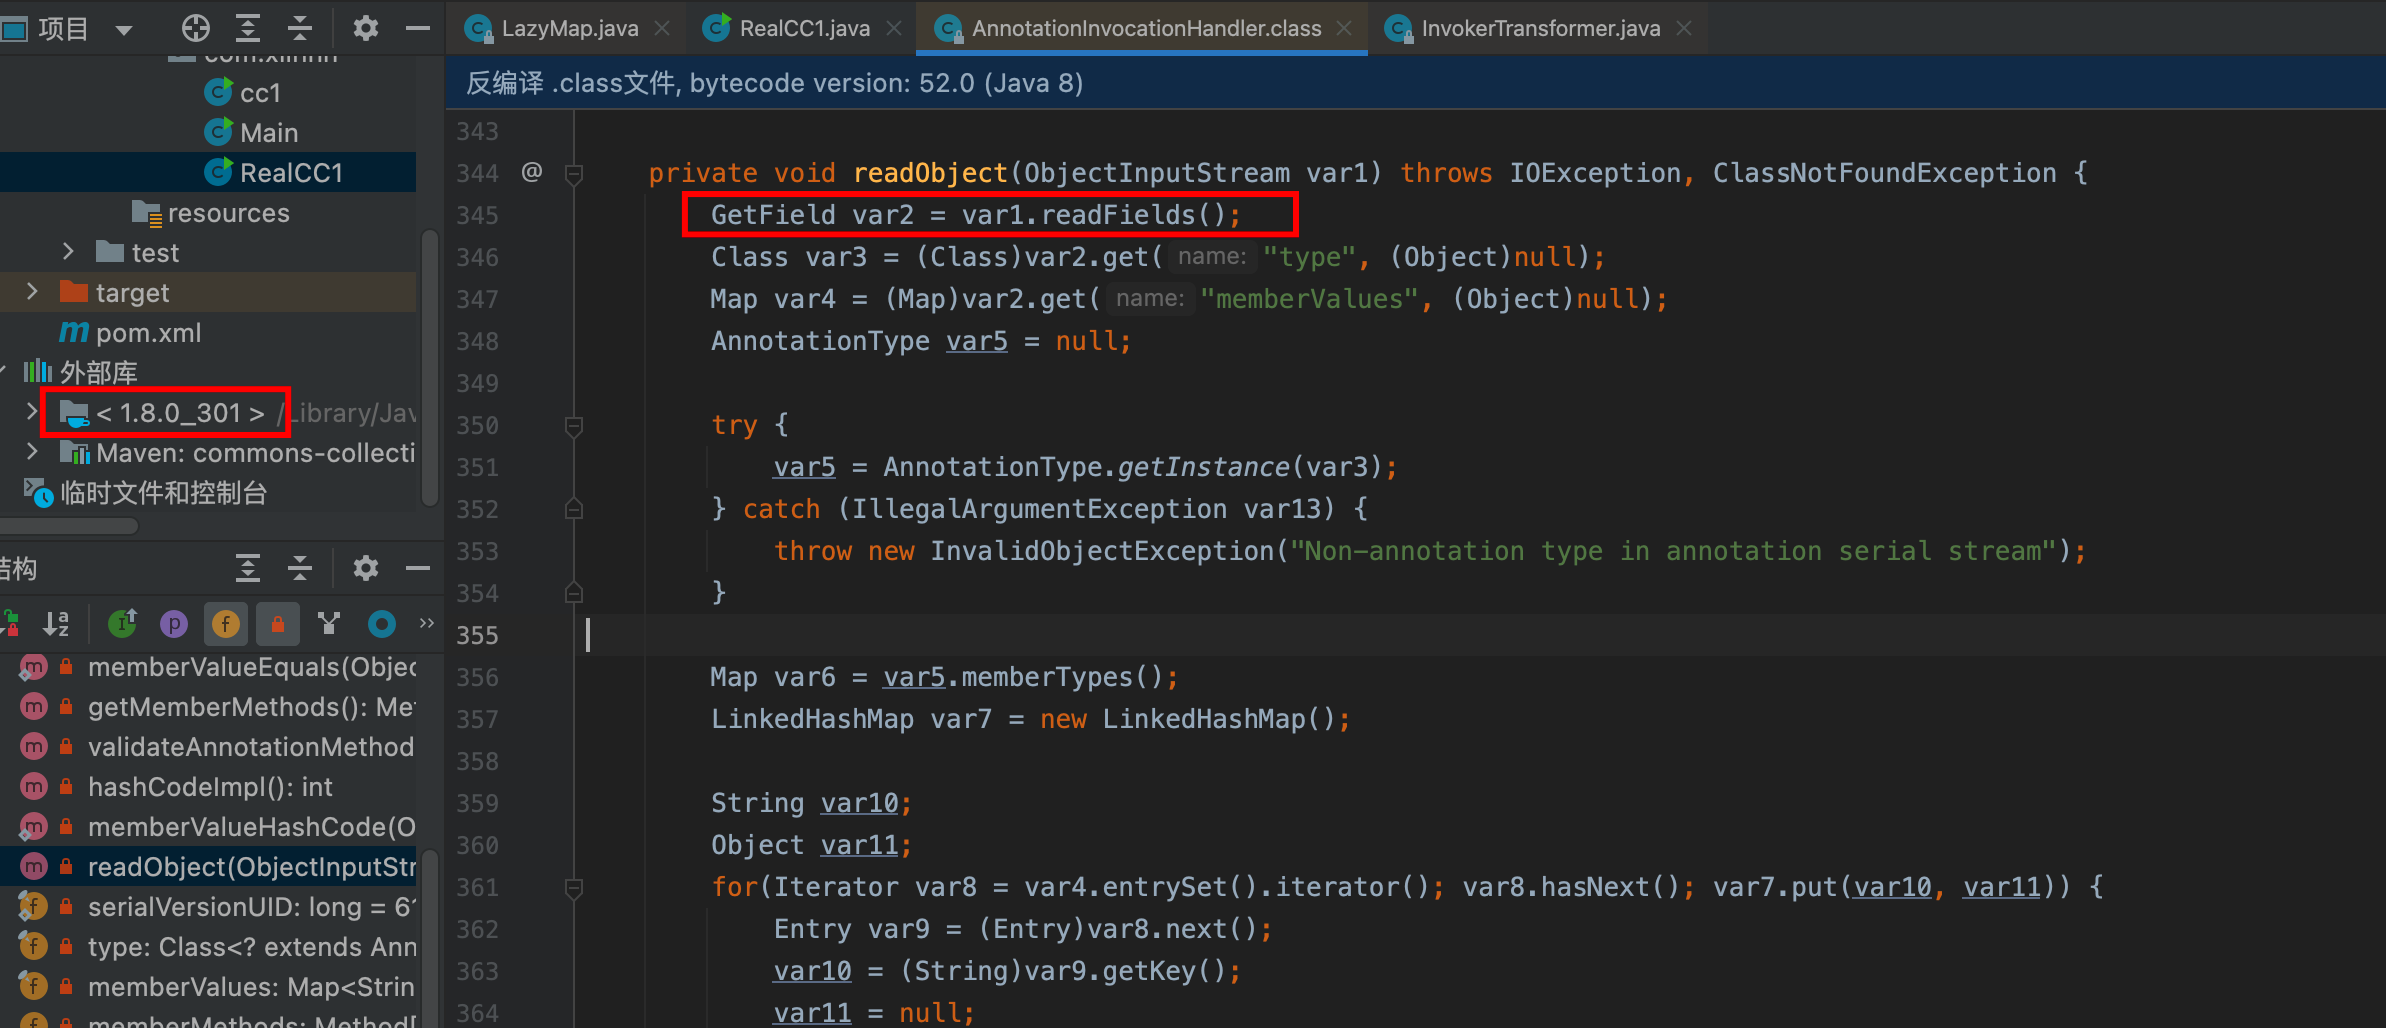 项目
LazyMap.java
RealCC1.java
AnnotationInvocationHandler.class
InvokerTransformer.java
反编译 .class文件, bytecode version: 52.0 (Java 8)
cc1
Main
RealCC1
resources
test
target
pom.xml
外部库
< 1.8.0_301 > /Library/Jav
Maven: commons-collecti
临时文件和控制台
结构
memberValueEquals(Objec
getMemberMethods(): Met
validateAnnotationMethod
hashCodeImpl(): int
memberValueHashCode(O
readObject(ObjectInputStr
serialVersionUID: long = 61
type: Class<? extends Ann
memberValues: Map<Strin
memberMethods: Method[
343
344 @ private void readObject(ObjectInputStream var1) throws IOException, ClassNotFoundException {
345 GetField var2 = var1.readFields();
346 Class var3 = (Class)var2.get( name: "type", (Object)null);
347 Map var4 = (Map)var2.get( name: "memberValues", (Object)null);
348 AnnotationType var5 = null;
349
350 try {
351 var5 = AnnotationType.getInstance(var3);
352 } catch (IllegalArgumentException var13) {
353 throw new InvalidObjectException("Non-annotation type in annotation serial stream");
354 }
355
356 Map var6 = var5.memberTypes();
357 LinkedHashMap var7 = new LinkedHashMap();
358
359 String var10;
360 Object var11;
361 for(Iterator var8 = var4.entrySet().iterator(); var8.hasNext(); var7.put(var10, var11)) {
362 Entry var9 = (Entry)var8.next();
363 var10 = (String)var9.getKey();
364 var11 = null;